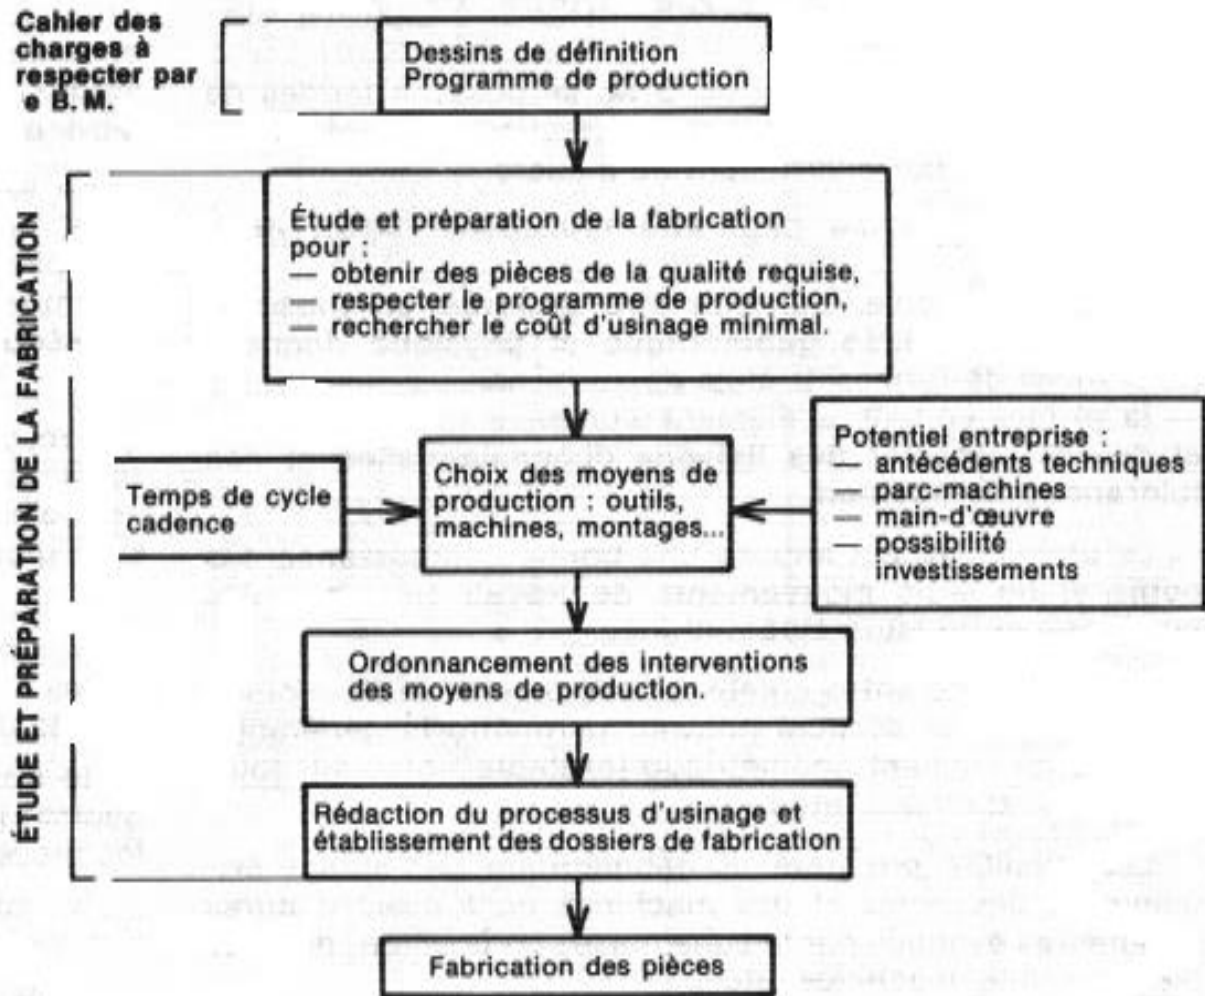 Cahier des
charges à
respecter par
e B. M.
Dessins de définition
Programme de production
ÉTUDE ET PRÉPARATION DE LA FABRICATION
Étude et préparation de la fabrication
pour :
— obtenir des pièces de la qualité requise,
— respecter le programme de production,
— rechercher le coût d'usinage minimal.
Temps de cycle
cadence
Choix des moyens de
production : outils,
machines, montages...
Potentiel entreprise :
— antécédents techniques
— parc-machines
— main-d'œuvre
— possibilité
investissements
Ordonnancement des interventions
des moyens de production.
Rédaction du processus d'usinage et
établissement des dossiers de fabrication
Fabrication des pièces